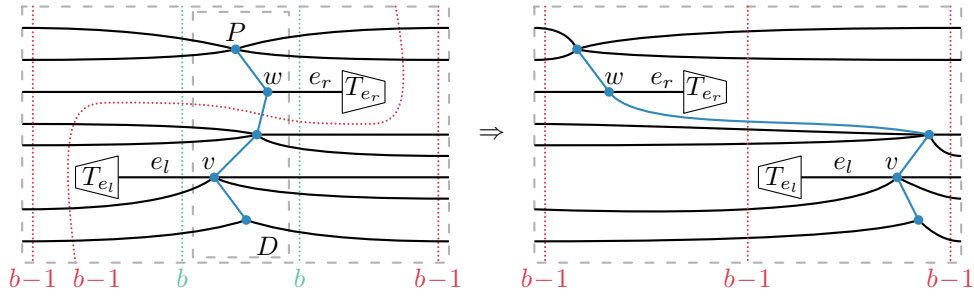 P
w e_r T_{e_r} w e_r T_{e_r}
⇒
T_{e_l} e_l v T_{e_l} e_l v
D
b−1 b−1 b b b−1 b−1 b−1 b−1